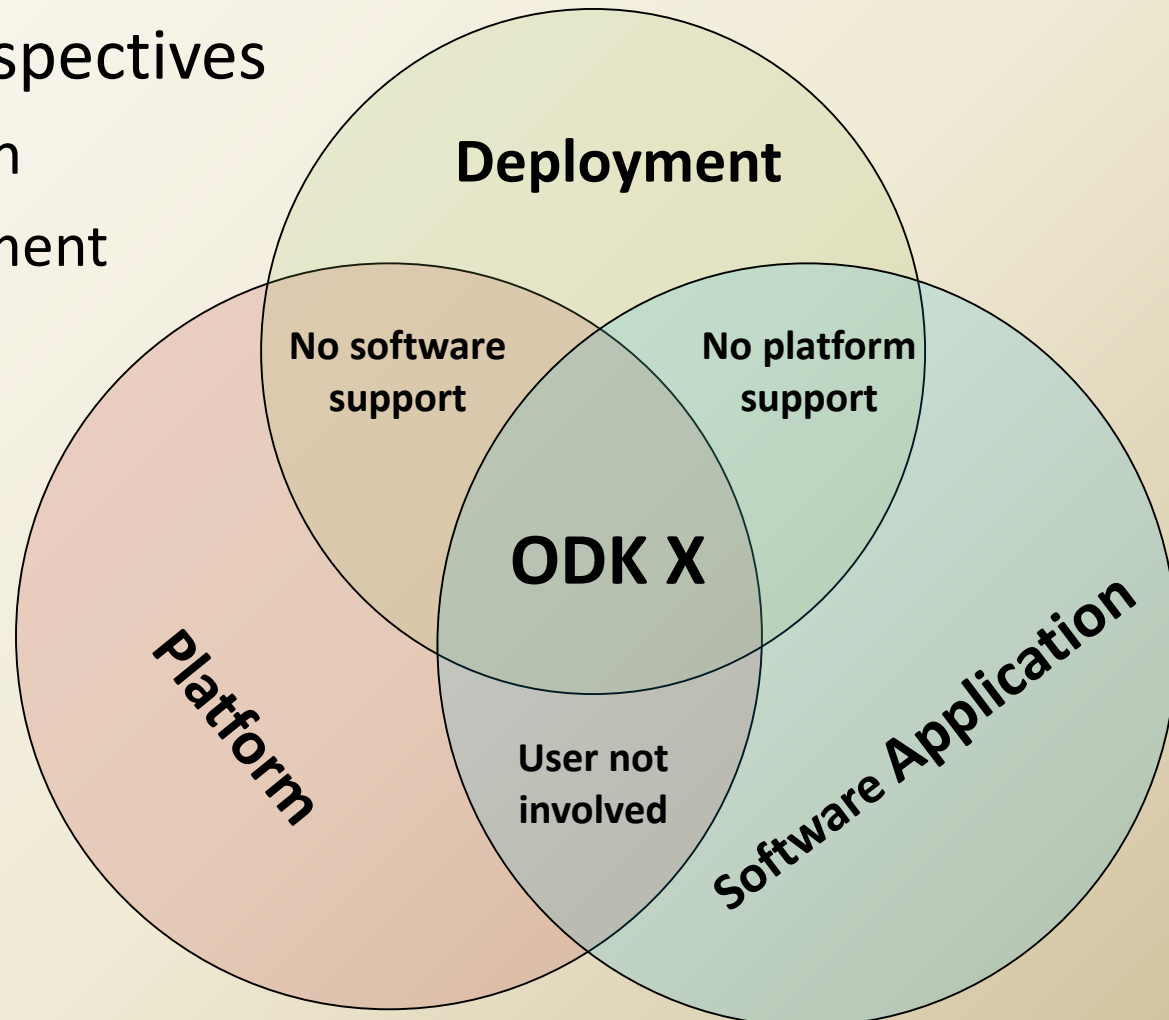 spectives
n
nent
Deployment
No software
support
No platform
support
ODK X
Platform
User not
involved
Software Application